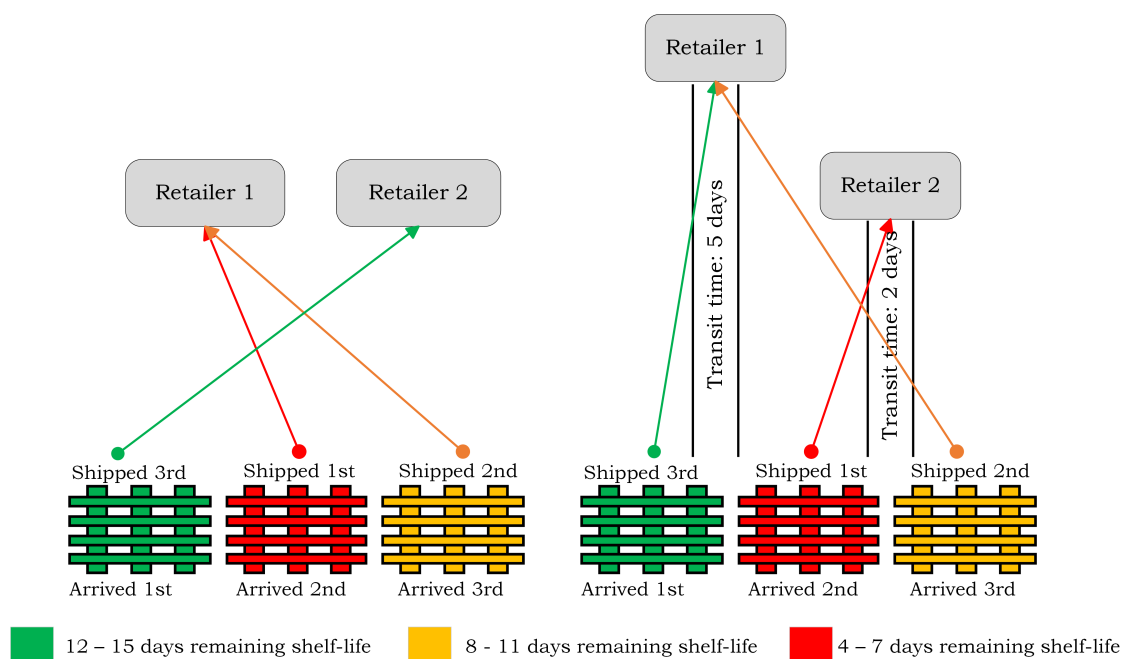 Retailer 1
Retailer 1
Retailer 2
Retailer 2
Transit time: 5 days
Transit time: 2 days
Shipped 3rd
Shipped 1st
Shipped 2nd
Shipped 3rd
Shipped 1st
Shipped 2nd
Arrived 1st
Arrived 2nd
Arrived 3rd
Arrived 1st
Arrived 2nd
Arrived 3rd
12 – 15 days remaining shelf-life
8 - 11 days remaining shelf-life
4 – 7 days remaining shelf-life